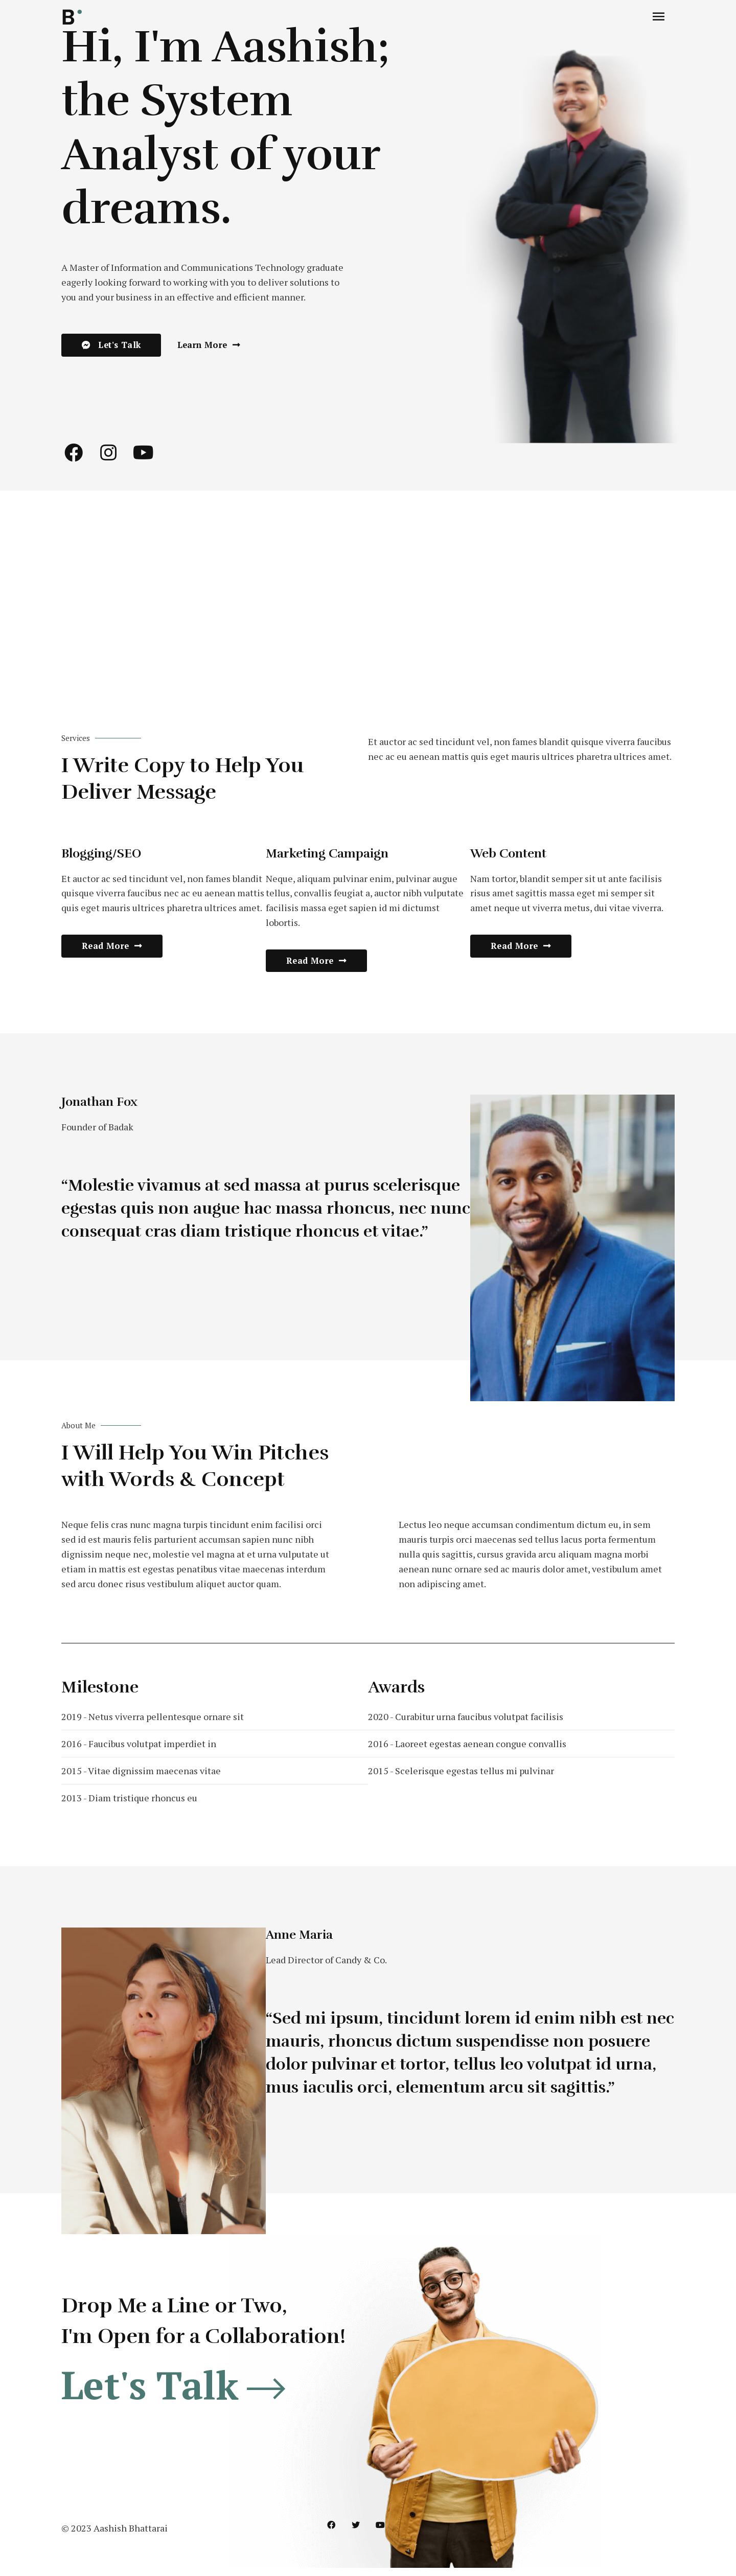 B
Hi, I'm Aashish;
the System
Analyst of your
dreams.
A Master of Information and Communications Technology graduate
eagerly looking forward to working with you to deliver solutions to
you and your business in an effective and efficient manner.
Let's Talk
Learn More
Services
I Write Copy to Help You
Deliver Message
Et auctor ac sed tincidunt vel, non fames blandit quisque viverra faucibus
nec ac eu aenean mattis quis eget mauris ultrices pharetra ultrices amet.
Blogging/SEO
Et auctor ac sed tincidunt vel, non fames blandit
quisque viverra faucibus nec ac eu aenean mattis
quis eget mauris ultrices pharetra ultrices amet.
Read More
Marketing Campaign
Neque, aliquam pulvinar enim, pulvinar augue
tellus, convallis feugiat a, auctor nibh vulputate
facilisis massa eget sapien id mi dictumst
lobortis.
Read More
Web Content
Nam tortor, blandit semper sit ut ante facilisis
risus amet sagittis massa eget mi semper sit
amet neque ut viverra metus, dui vitae viverra.
Read More
Jonathan Fox
Founder of Badak
“Molestie vivamus at sed massa at purus scelerisque
egestas quis non augue hac massa rhoncus, nec nunc
consequat cras diam tristique rhoncus et vitae.”
About Me
I Will Help You Win Pitches
with Words & Concept
Neque felis cras nunc magna turpis tincidunt enim facilisi orci
sed id est mauris felis parturient accumsan sapien nunc nibh
dignissim neque nec, molestie vel magna at et urna vulputate ut
etiam in mattis est egestas penatibus vitae maecenas interdum
sed arcu donec risus vestibulum aliquet auctor quam.
Lectus leo neque accumsan condimentum dictum eu, in sem
mauris turpis orci maecenas sed tellus lacus porta fermentum
nulla quis sagittis, cursus gravida arcu aliquam magna morbi
aenean nunc ornare sed ac mauris dolor amet, vestibulum amet
non adipiscing amet.
Milestone
2019 - Netus viverra pellentesque ornare sit
2016 - Faucibus volutpat imperdiet in
2015 - Vitae dignissim maecenas vitae
2013 - Diam tristique rhoncus eu
Awards
2020 - Curabitur urna faucibus volutpat facilisis
2016 - Laoreet egestas aenean congue convallis
2015 - Scelerisque egestas tellus mi pulvinar
Anne Maria
Lead Director of Candy & Co.
“Sed mi ipsum, tincidunt lorem id enim nibh est nec
mauris, rhoncus dictum suspendisse non posuere
dolor pulvinar et tortor, tellus leo volutpat id urna,
mus iaculis orci, elementum arcu sit sagittis.”
Drop Me a Line or Two,
I'm Open for a Collaboration!
Let's Talk
© 2023 Aashish Bhattarai